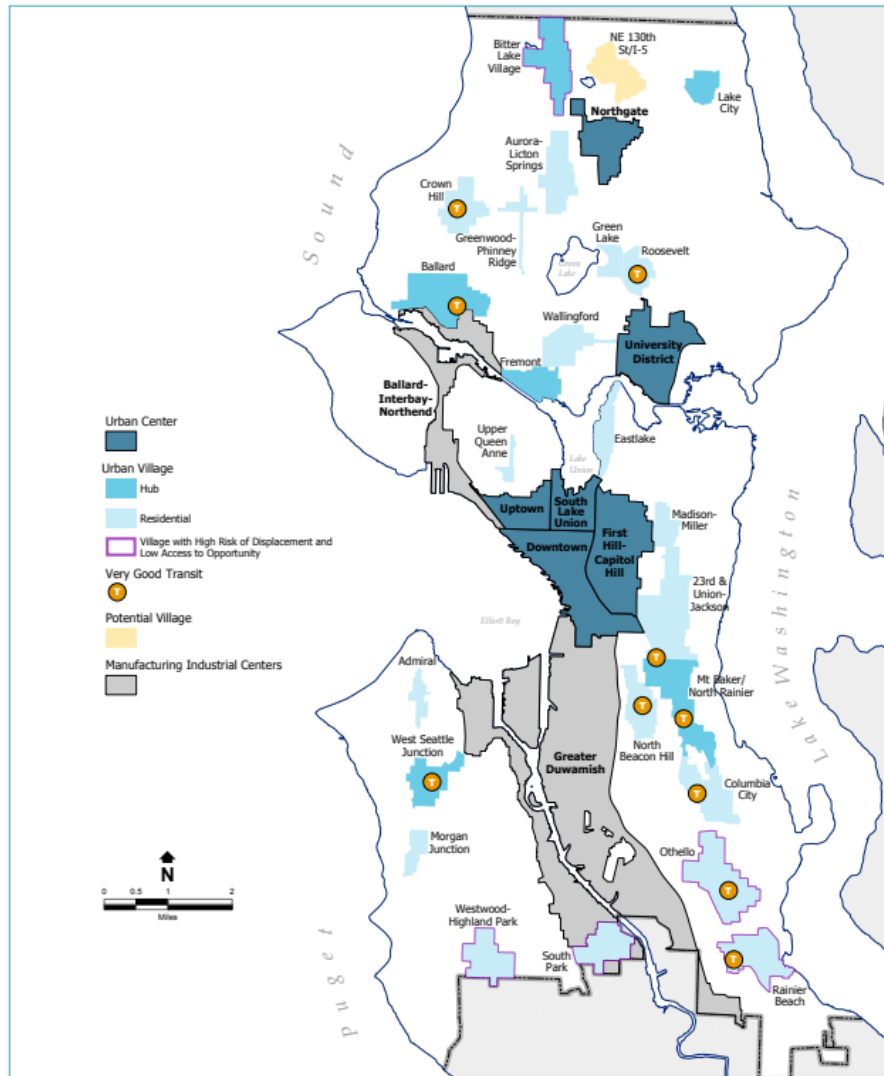 Bitter
Lake
Village
NE 130th
St/I-5
Lake
City
Northgate
Aurora-
Licton
Springs
Crown
Hill
T
Greenwood-
Phinney
Ridge
Green
Lake
Green
Lake
Roosevelt
T
Ballard
T
Wallingford
University
District
Fremont
Ballard-
Interbay-
Northend
Upper
Queen
Anne
Eastlake
Lake
Union
Uptown
South
Lake
Union
Downtown
First
Hill-
Capitol
Hill
Madison-
Miller
23rd &
Union-
Jackson
T
Mt Baker/
North Rainier
T
T
North
Beacon Hill
Columbia
City
T
Elliott Bay
Admiral
West Seattle
Junction
T
Greater
Duwamish
Morgan
Junction
Othello
T
Westwood-
Highland Park
South
Park
T
Rainier
Beach
Puget
Sound
Lake Washington
Urban Center
Urban Village
Hub
Residential
Village with High Risk of Displacement and
Low Access to Opportunity
Very Good Transit
T
Potential Village
Manufacturing Industrial Centers
N
0 0.5 1 2
Miles